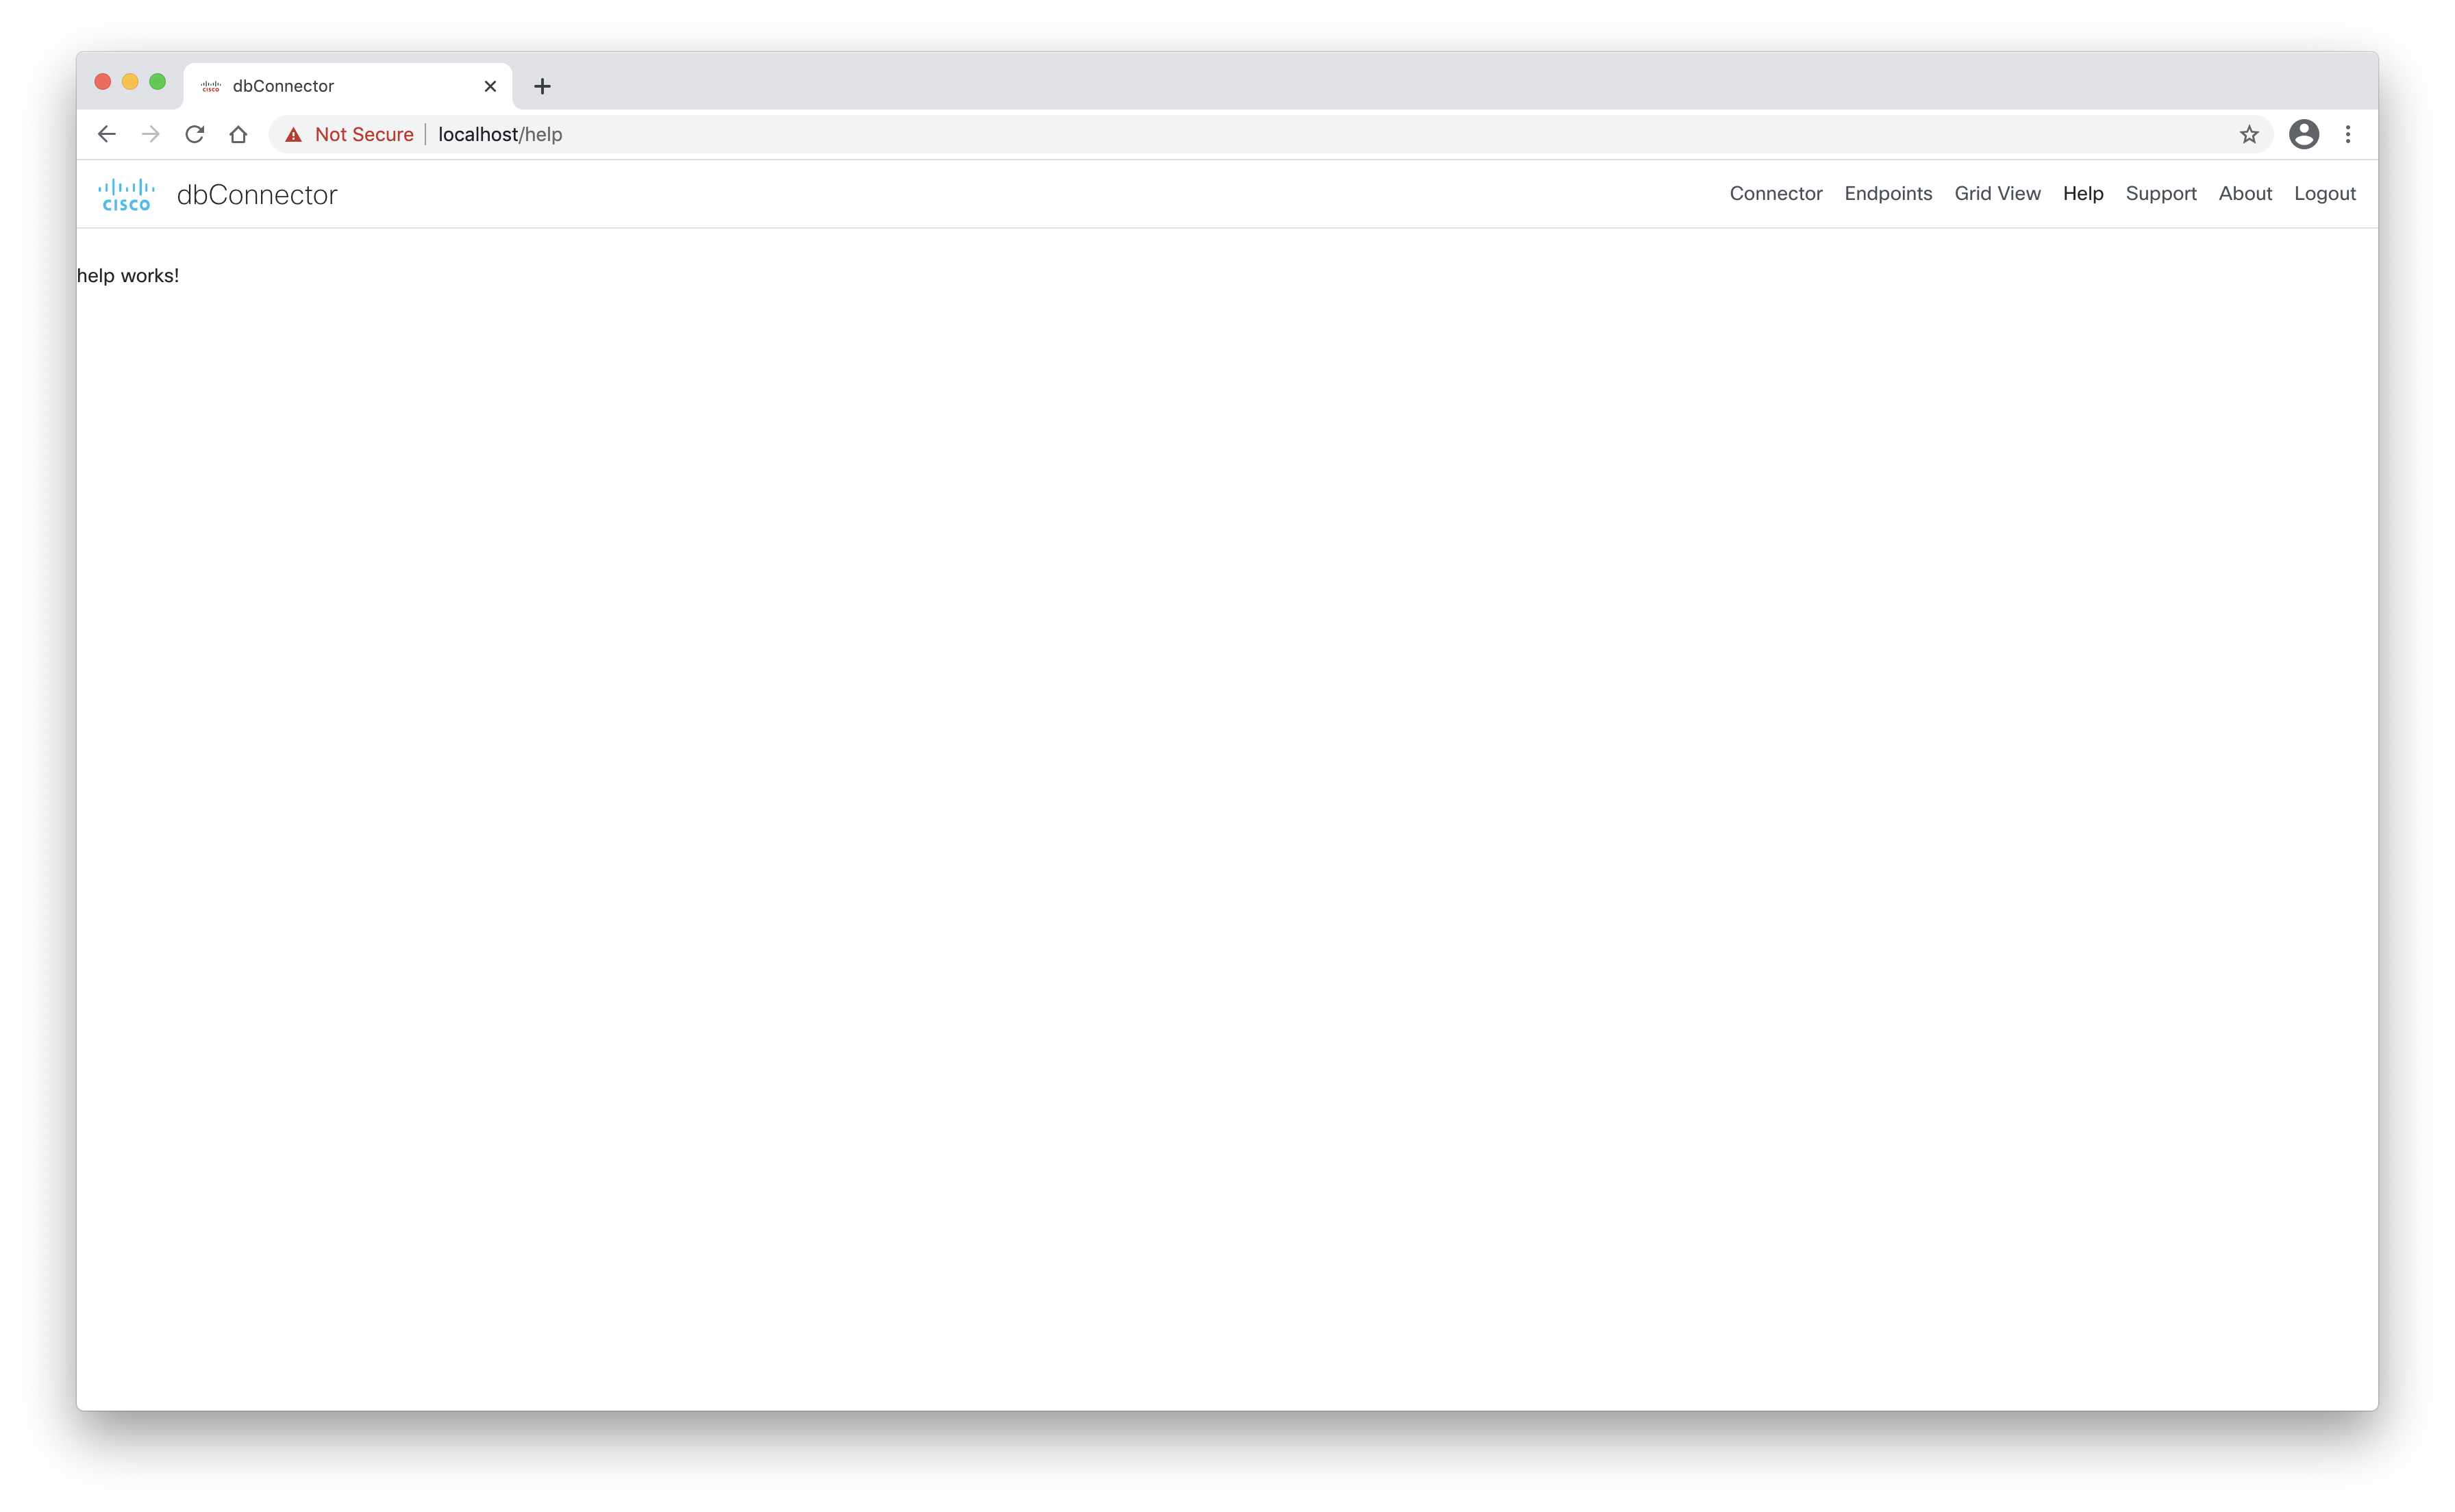 dbConnector
Not Secure localhost/help
CISCO dbConnector Connector Endpoints Grid View Help Support About Logout
help works!